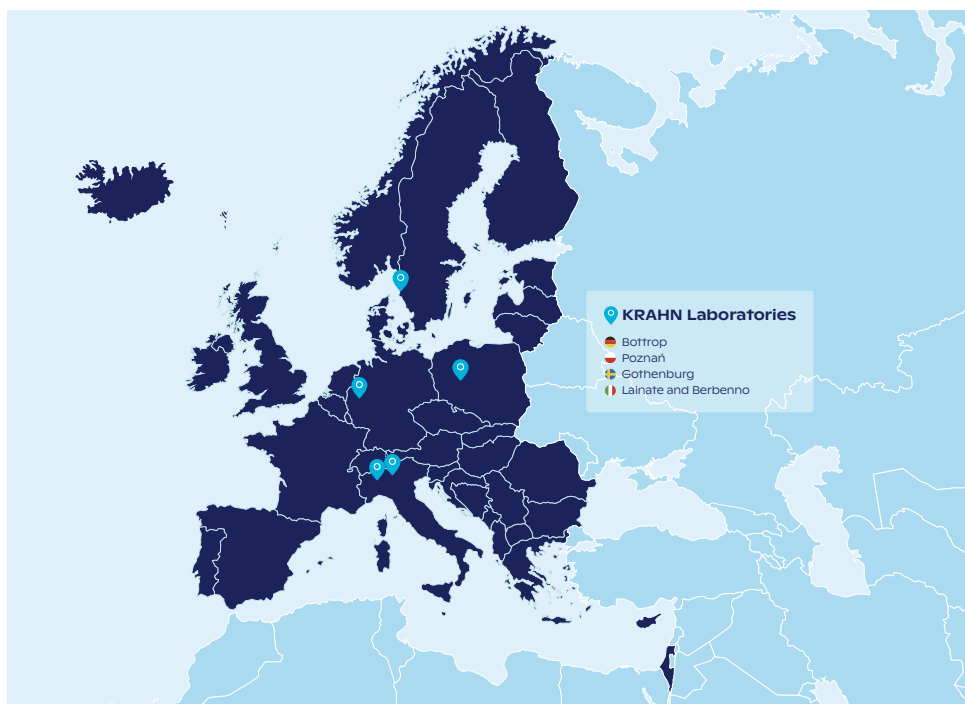 KRAHN Laboratories
Bottrop
Poznań
Gothenburg
Lainate and Berbenno